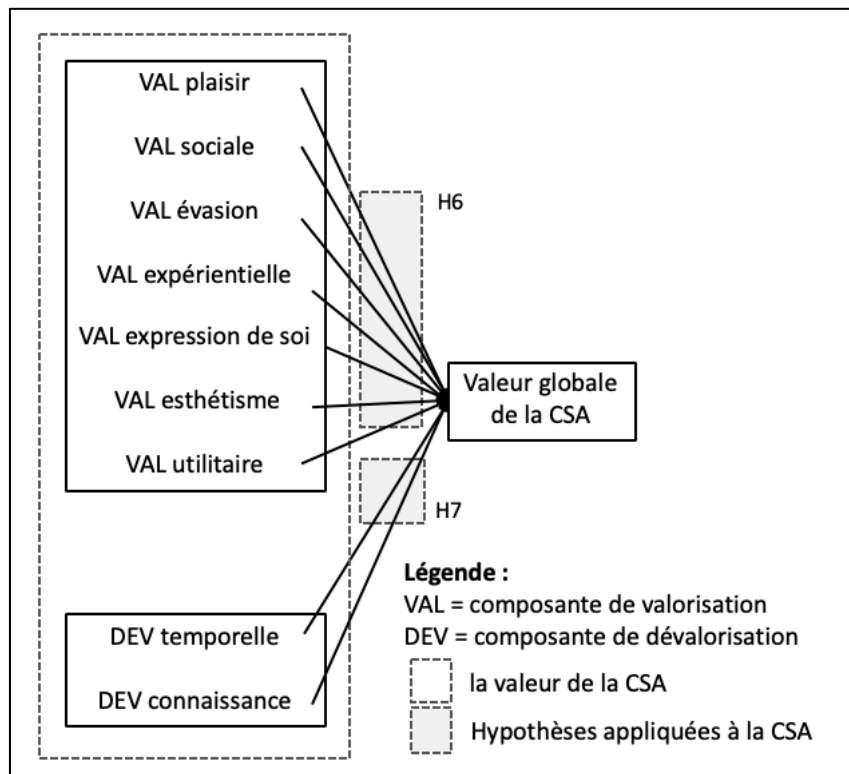 VAL plaisir
VAL sociale
VAL évasion
H6
VAL expérientielle
VAL expression de soi
VAL esthétisme
VAL utilitaire
Valeur globale
de la CSA
H7
DEV temporelle
DEV connaissance
Légende :
VAL = composante de valorisation
DEV = composante de dévalorisation
la valeur de la CSA
Hypothèses appliquées à la CSA